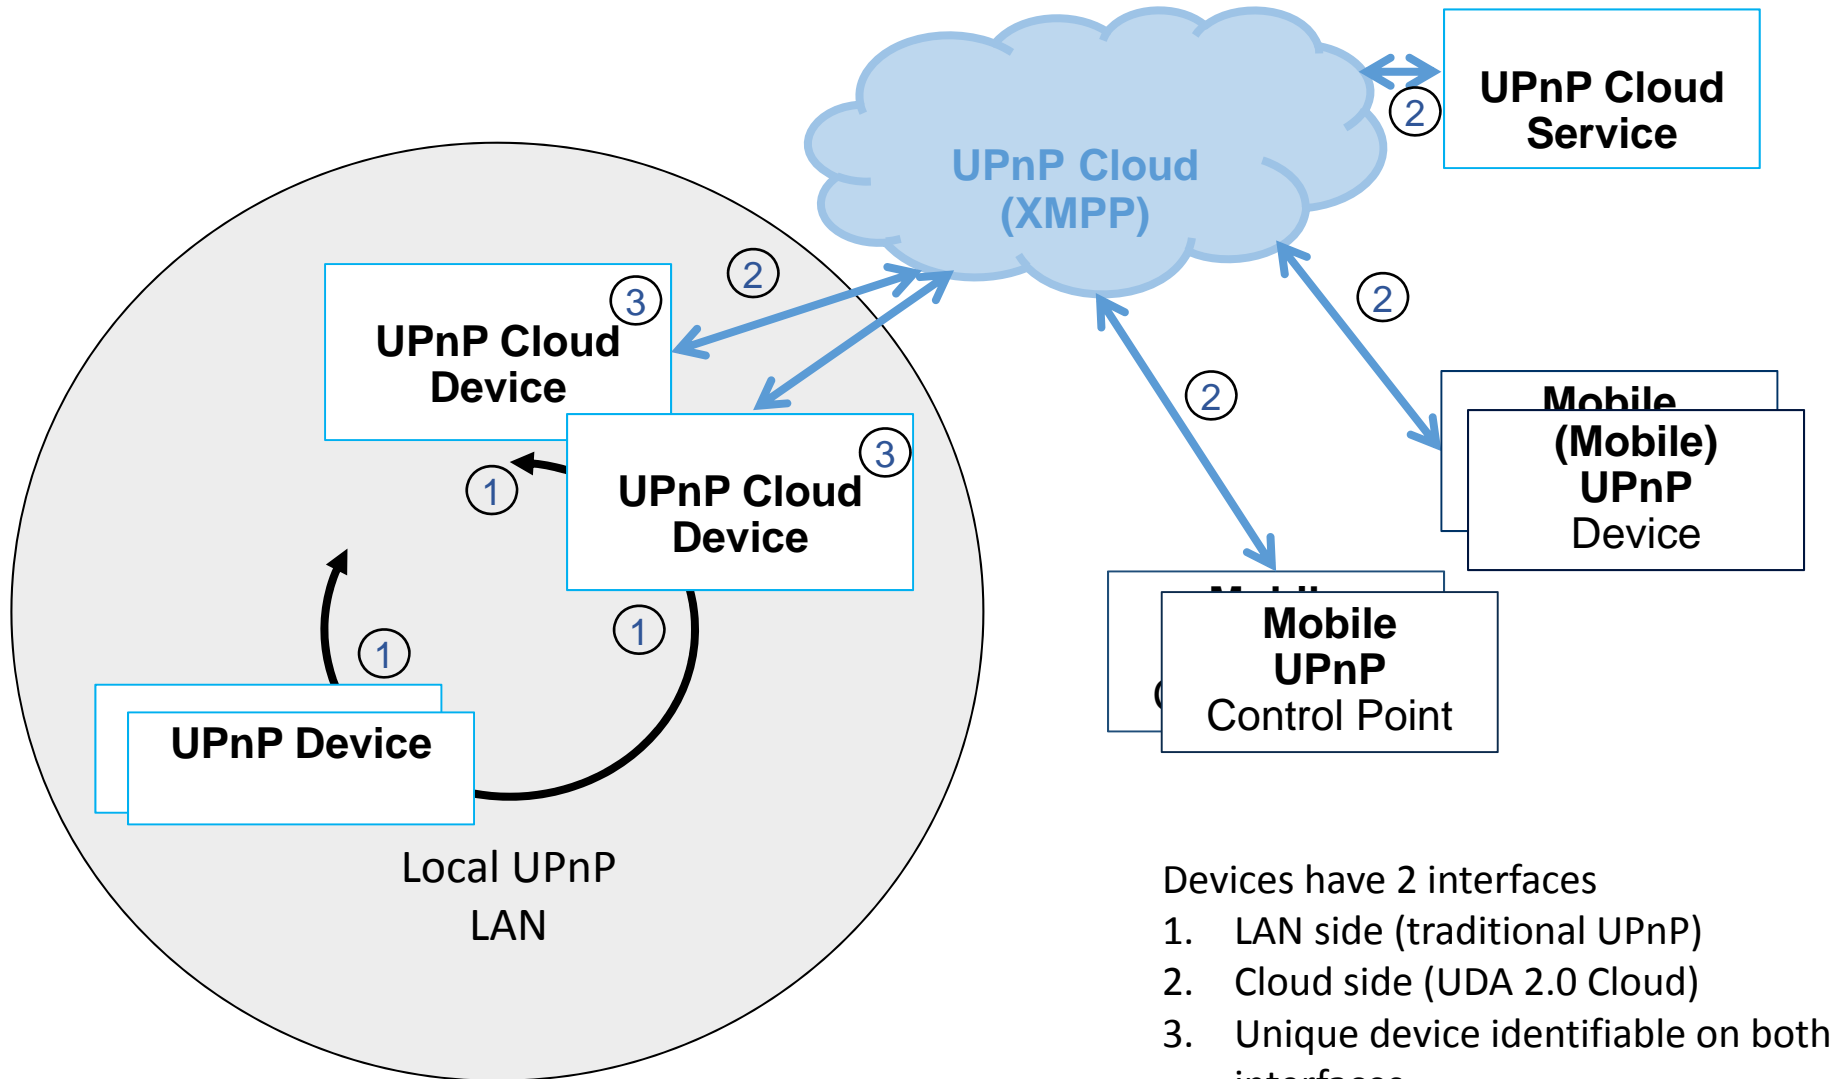 UPnP Cloud
Service
2
UPnP Cloud
(XMPP)
2
3
UPnP Cloud
Device
2
2
Mobile
(Mobile)
UPnP
Device
3
UPnP Cloud
Device
1
1
1
Mobile
UPnP
Control Point
UPnP Device
Local UPnP
LAN
Devices have 2 interfaces
1. LAN side (traditional UPnP)
2. Cloud side (UDA 2.0 Cloud)
3. Unique device identifiable on both
interfaces